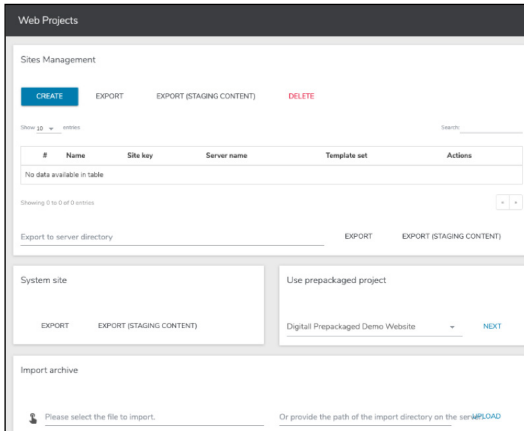 Web Projects
Sites Management
CREATE EXPORT EXPORT (STAGING CONTENT) DELETE
Show 10 entries Search:
# Name Site key Server name Template set Actions
No data available in table
Showing 0 to 0 of 0 entries
Export to server directory EXPORT EXPORT (STAGING CONTENT)
System site Use prepackaged project
EXPORT EXPORT (STAGING CONTENT) Digitall Prepackaged Demo Website NEXT
Import archive
Please select the file to import. Or provide the path of the import directory on the server UPLOAD